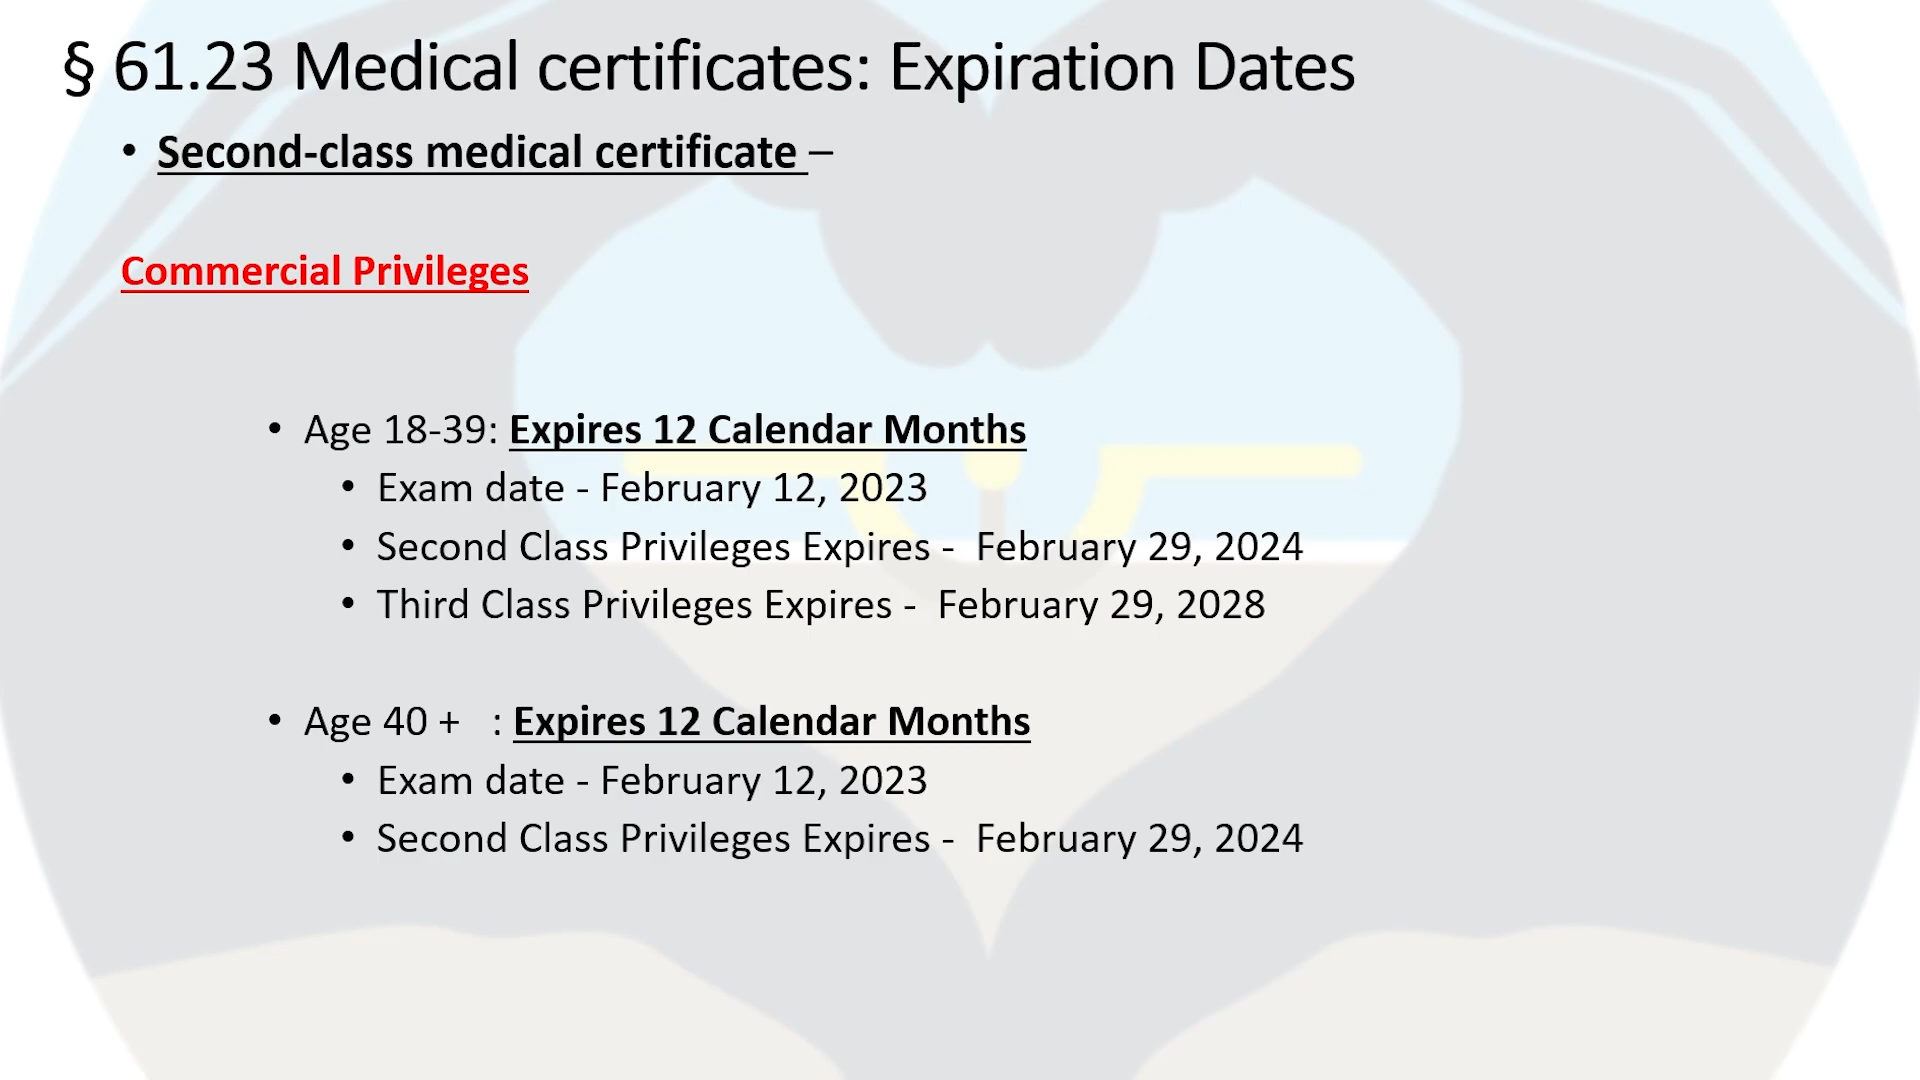 § 61.23 Medical certificates: Expiration Dates
• Second-class medical certificate –
Commercial Privileges
• Age 18-39: Expires 12 Calendar Months
• Exam date - February 12, 2023
• Second Class Privileges Expires - February 29, 2024
• Third Class Privileges Expires - February 29, 2028
• Age 40 + : Expires 12 Calendar Months
• Exam date - February 12, 2023
• Second Class Privileges Expires - February 29, 2024